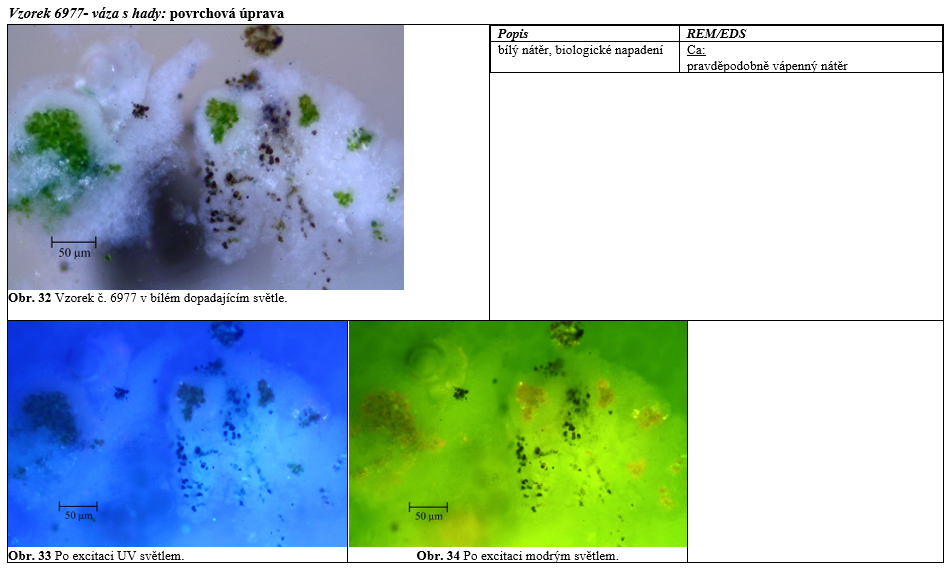 Vzorek 6977- váza s hady: povrchová úprava
Popis
REM/EDS
bílý nátěr, biologické napadení
Ca:
pravděpodobně vápenný nátěr
50 µm
Obr. 32 Vzorek č. 6977 v bílém dopadajícím světle.
50 µm
50 µm
Obr. 33 Po excitaci UV světlem.
Obr. 34 Po excitaci modrým světlem.